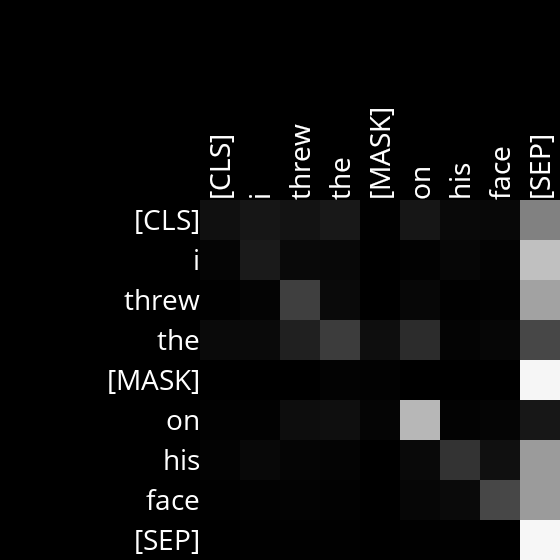 [CLS] i threw the [MASK] on his face [SEP]
[CLS]
i
threw
the
[MASK]
on
his
face
[SEP]